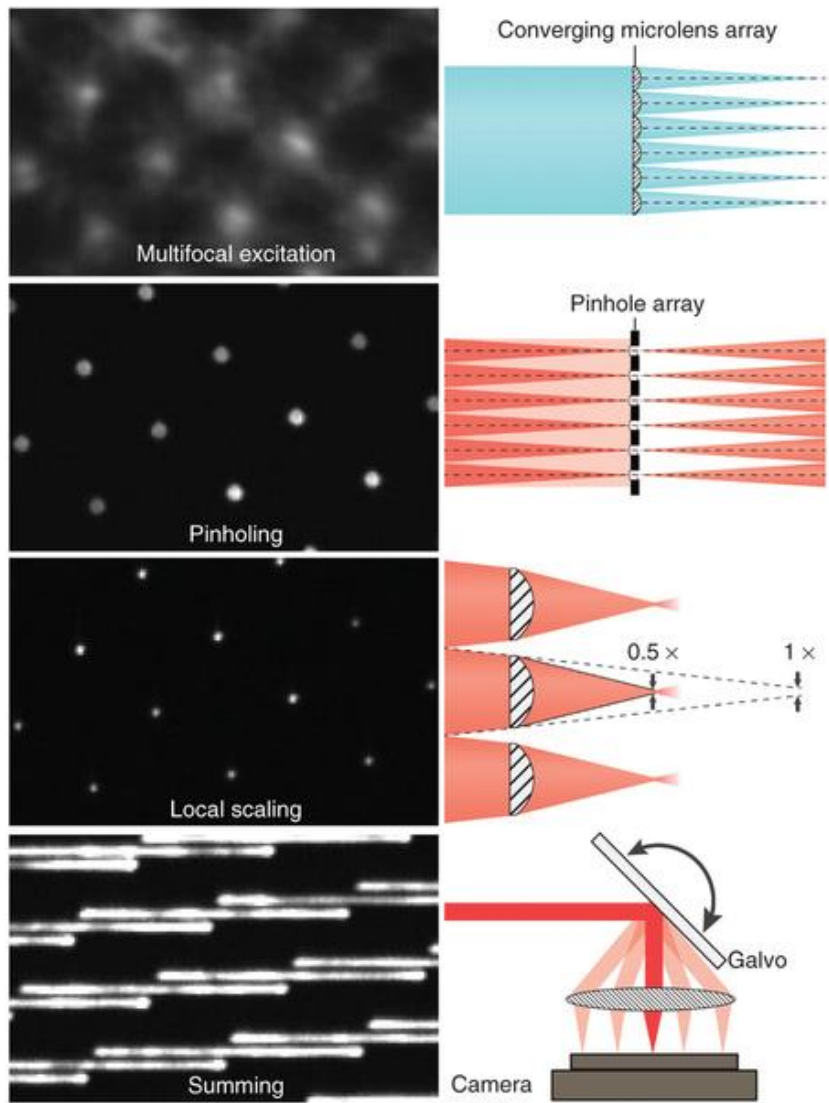 Converging microlens array
Multifocal excitation
Pinhole array
Pinholing
0.5 ×
1 ×
Local scaling
Galvo
Summing
Camera